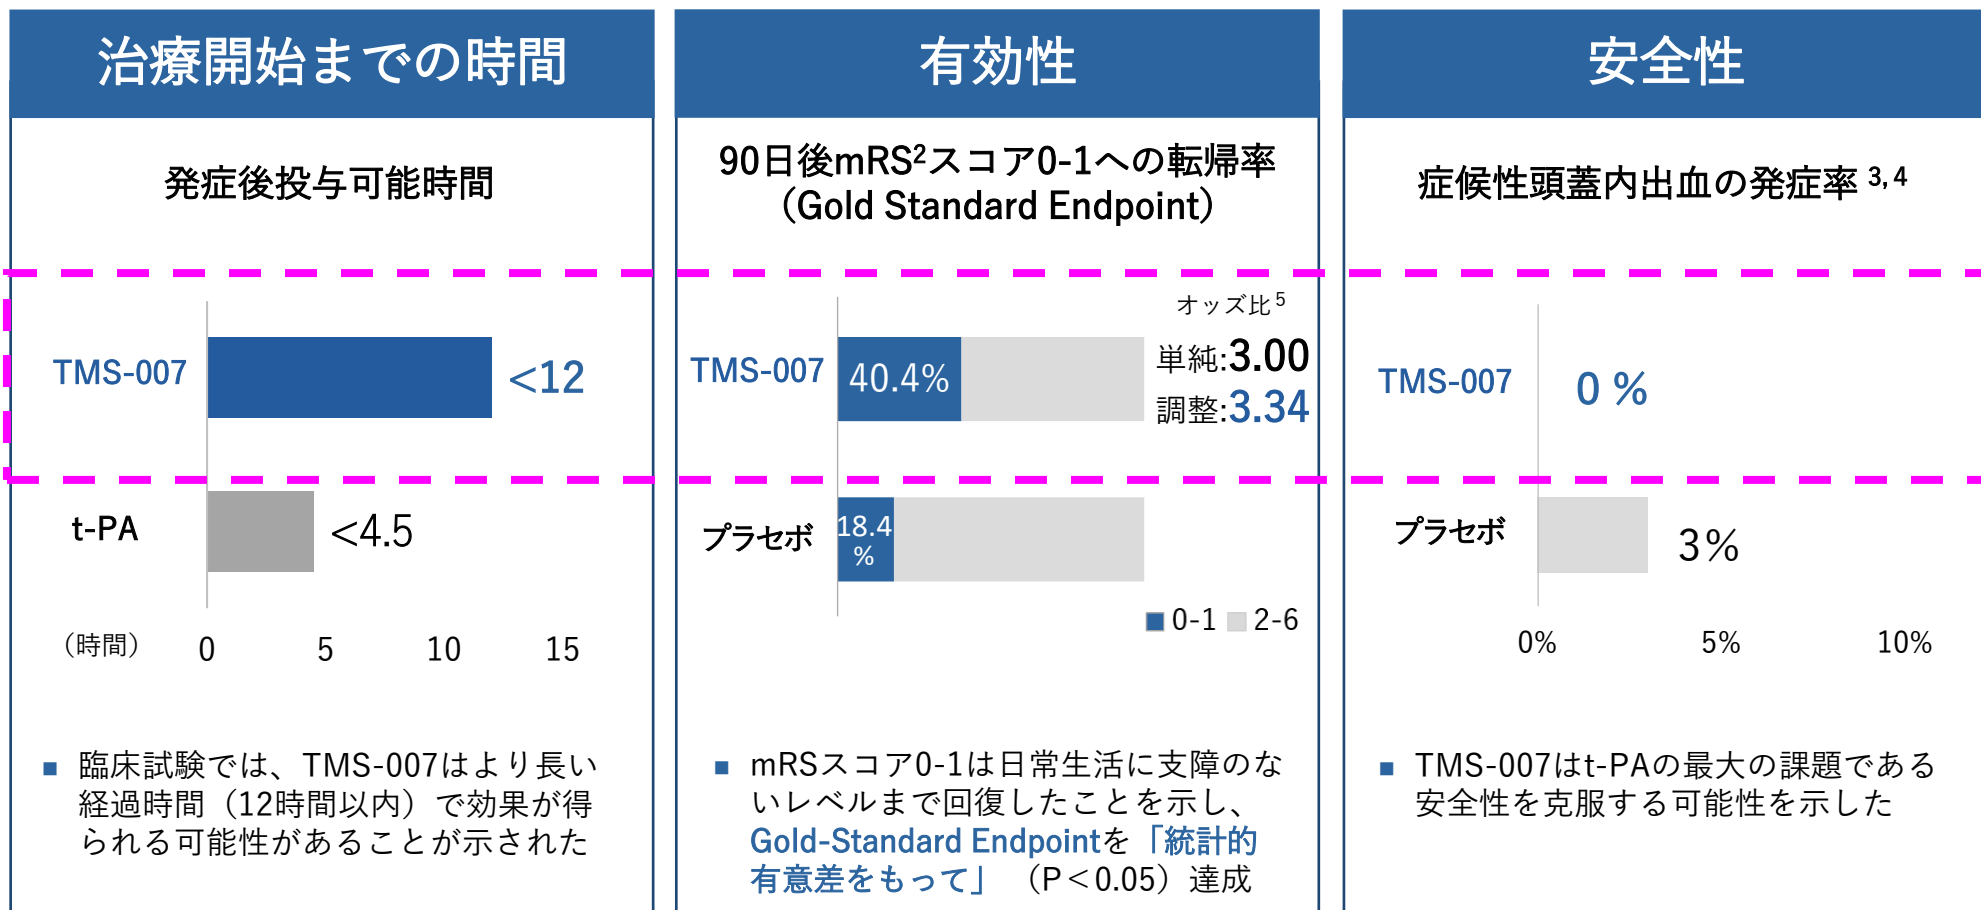 治療開始までの時間
発症後投与可能時間
TMS-007
<12
t-PA
<4.5
（時間）
0
5
10
15
■ 臨床試験では、TMS-007はより長い
経過時間（12時間以内）で効果が得
られる可能性があることが示された
有効性
90日後mRS²スコア0-1への転帰率
（Gold Standard Endpoint）
オッズ比⁵
TMS-007
40.4%
単純:3.00
調整:3.34
プラセボ
18.4
%
0-1 2-6
■ mRSスコア0-1は日常生活に支障のな
いレベルまで回復したことを示し、
Gold-Standard Endpointを「統計的
有意差をもって」（P＜0.05）達成
安全性
症候性頭蓋内出血の発症率 ³,⁴
TMS-007
0 %
プラセボ
3%
0%
5%
10%
■ TMS-007はt-PAの最大の課題である
安全性を克服する可能性を示した